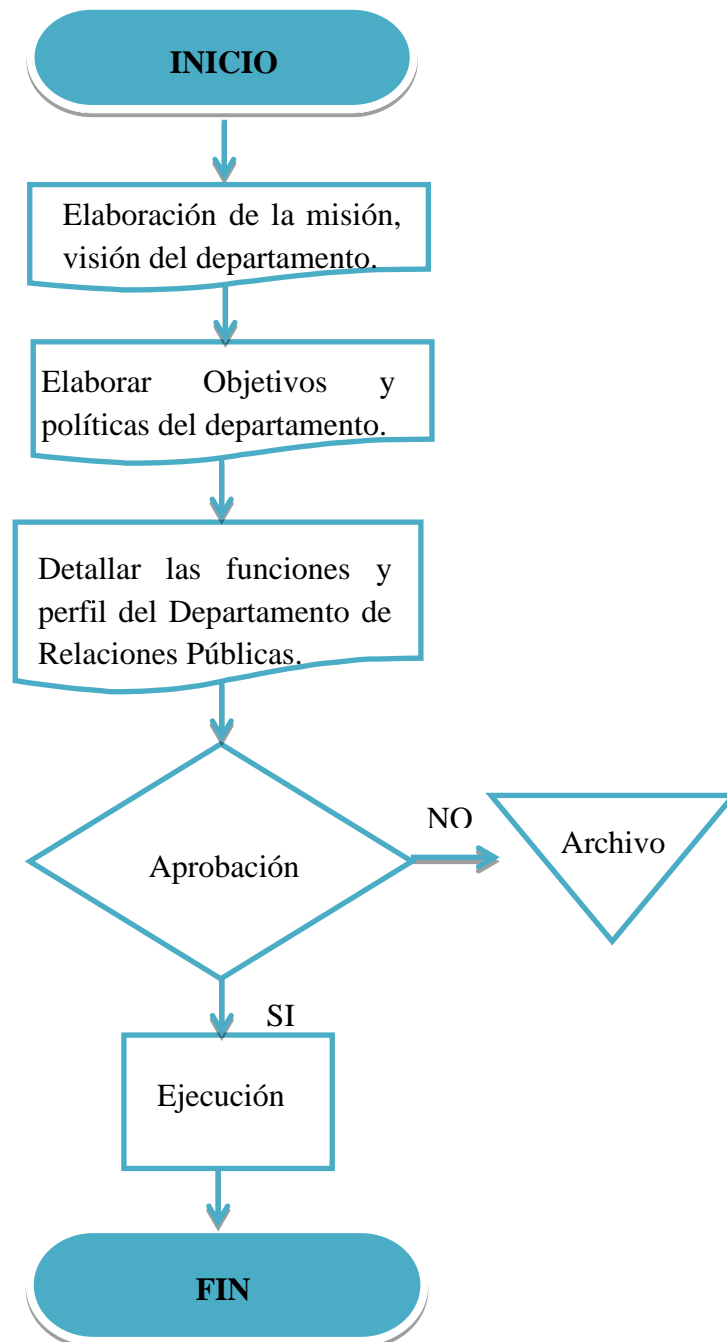 INICIO
Elaboración de la misión,
visión del departamento.
Elaborar Objetivos y
políticas del departamento.
Detallar las funciones y
perfil del Departamento de
Relaciones Públicas.
Aprobación
NO
Archivo
SI
Ejecución
FIN